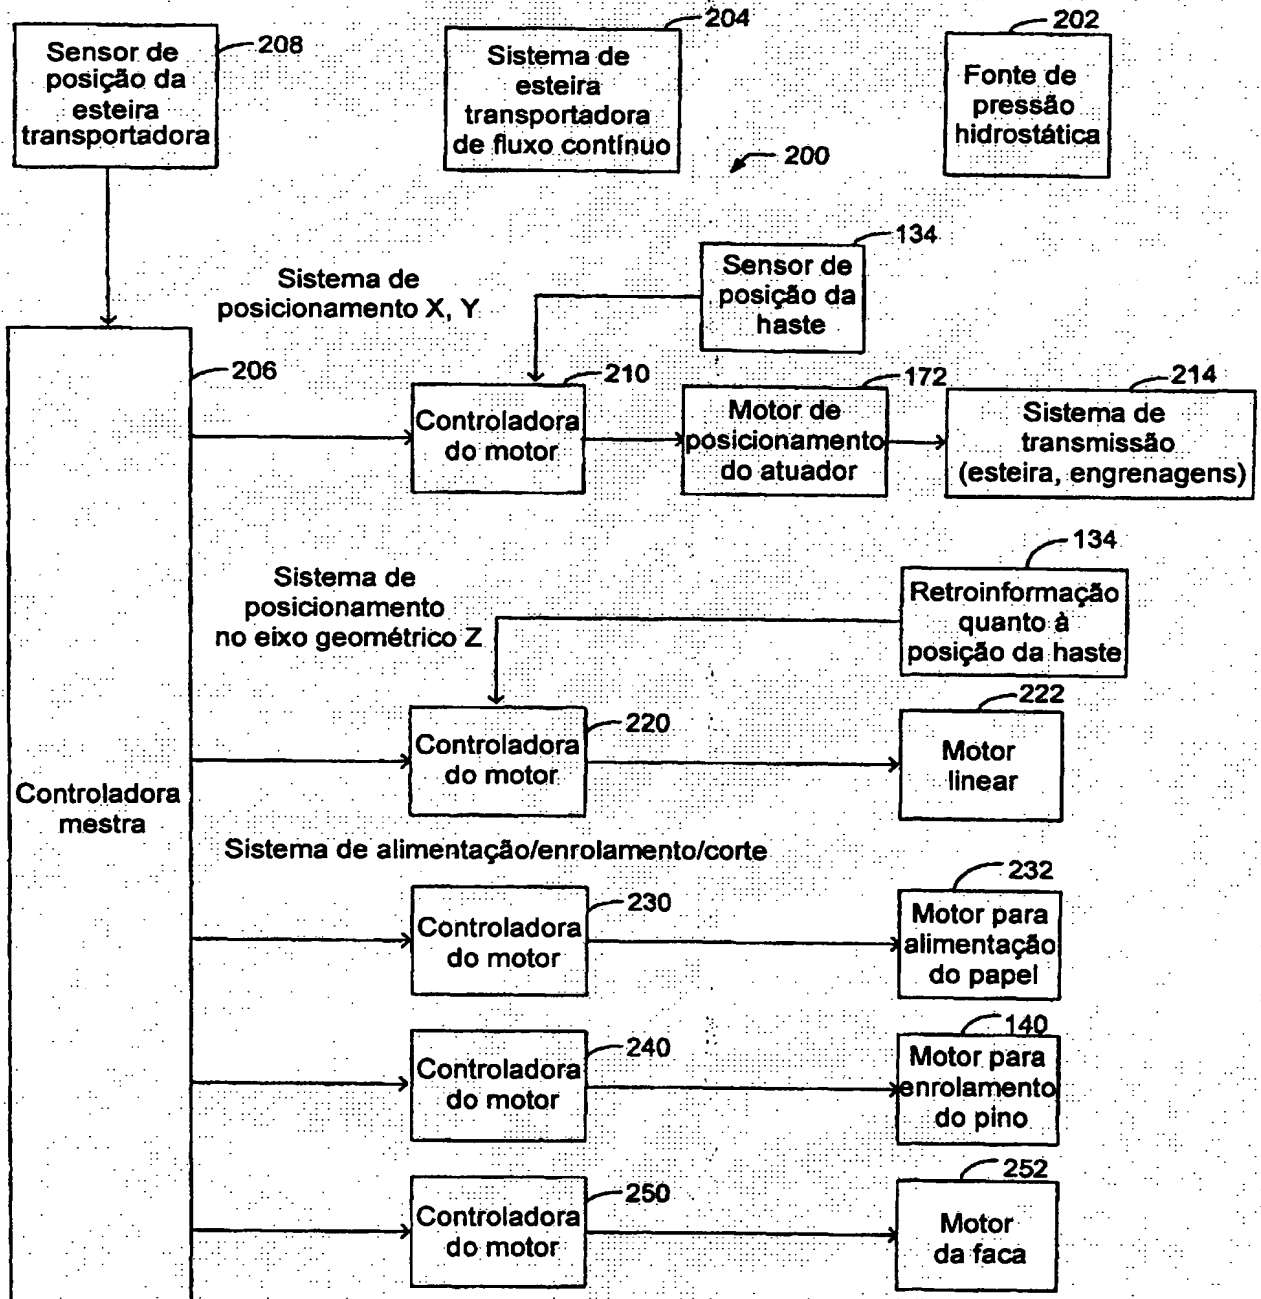 208
Sensor de
posição da
esteira
transportadora
204
Sistema de
esteira
transportadora
de fluxo contínuo
202
Fonte de
pressão
hidrostática
200
134
Sensor de
posição da
haste
Sistema de
posicionamento X, Y
206
210
Controladora
do motor
172
Motor de
posicionamento
do atuador
214
Sistema de
transmissão
(esteira, engrenagens)
134
Retroinformação
quanto à
posição da haste
Sistema de
posicionamento
no eixo geométrico Z
220
Controladora
do motor
222
Motor
linear
Controladora
mestra
Sistema de alimentação/enrolamento/corte
230
Controladora
do motor
232
Motor para
alimentação
do papel
240
Controladora
do motor
140
Motor para
enrolamento
do pino
250
Controladora
do motor
252
Motor
da faca